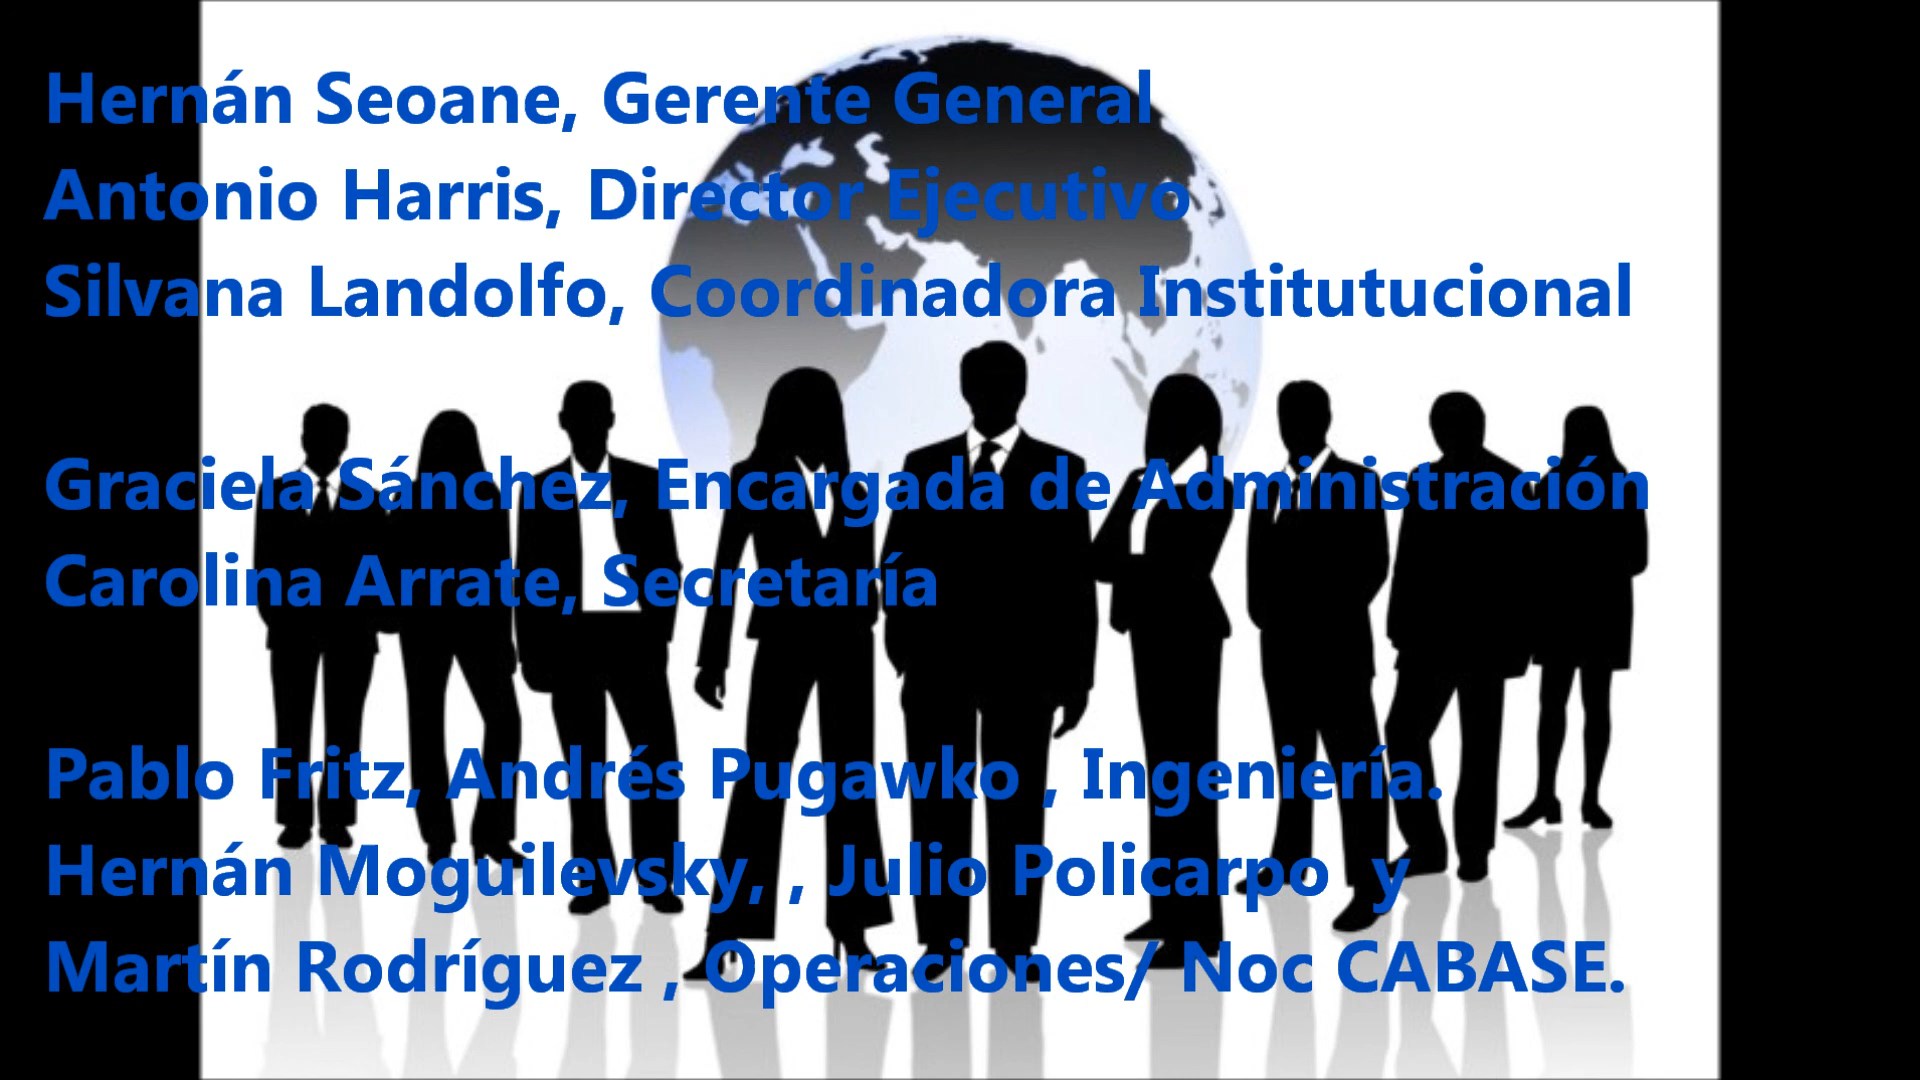 Hernán Seoane, Gerente General
Antonio Harris, Director Ejecutivo
Silvana Landolfo, Coordinadora Institutucional
Graciela Sánchez, Encargada de Administración
Carolina Arrate, Secretaría
Pablo Fritz, Andrés Pugawko , Ingeniería.
Hernán Moguilevsky, , Julio Policarpo  y
Martín Rodríguez , Operaciones/ Noc CABASE.